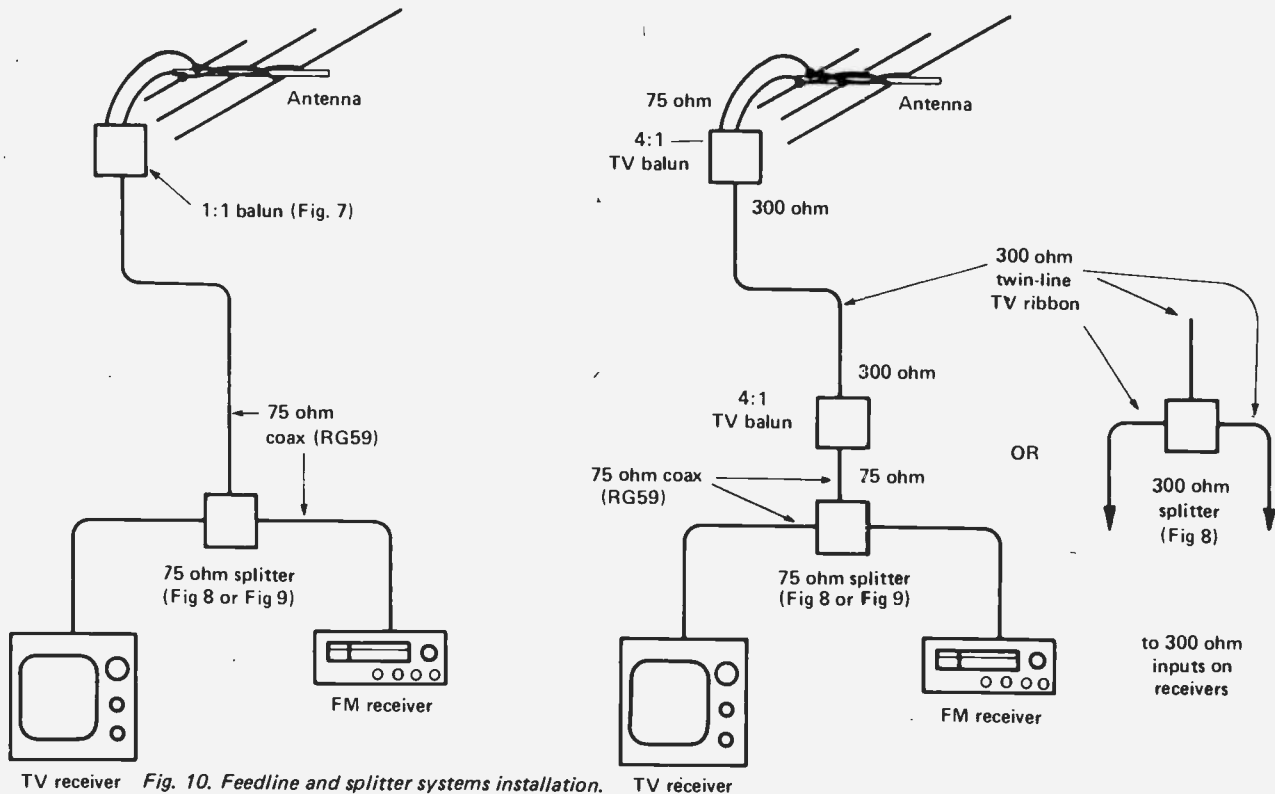 Antenna
1:1 balun (Fig. 7)
75 ohm
coax (RG59)
75 ohm splitter
(Fig 8 or Fig 9)
FM receiver
TV receiver
75 ohm
4:1
TV balun
Antenna
300 ohm
300 ohm
twin-line
TV ribbon
300 ohm
4:1
TV balun
75 ohm coax
(RG59)
75 ohm
OR
300 ohm
splitter
(Fig 8)
75 ohm splitter
(Fig 8 or Fig 9)
to 300 ohm
inputs on
receivers
FM receiver
TV receiver
Fig. 10. Feedline and splitter systems installation.